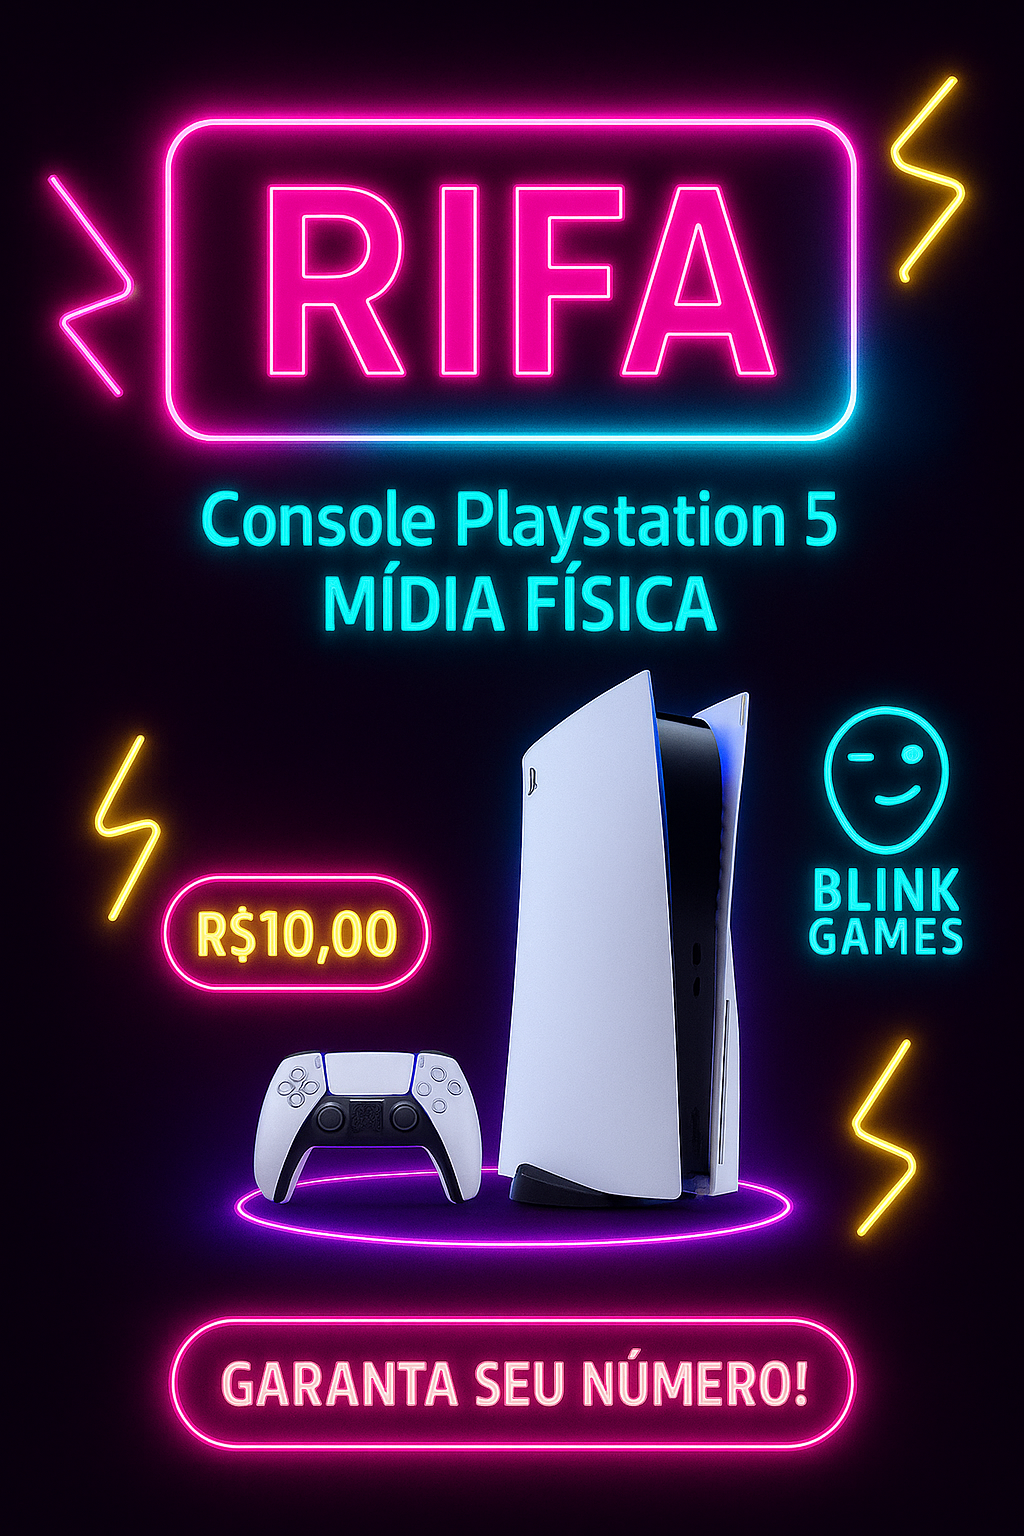 RIFA
Console Playstation 5
MÍDIA FÍSICA
BLINK
GAMES
R$10,00
GARANTA SEU NÚMERO!